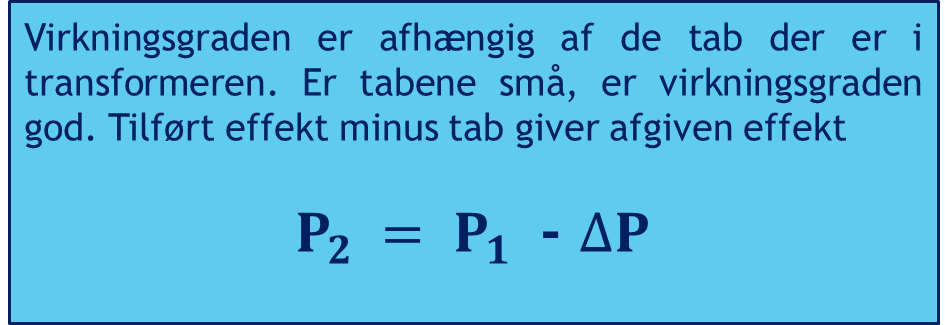 Virkningsgraden er afhængig af de tab der er i
transformeren. Er tabene små, er virkningsgraden
god. Tilført effekt minus tab giver afgiven effekt
P₂ = P₁ - ΔP